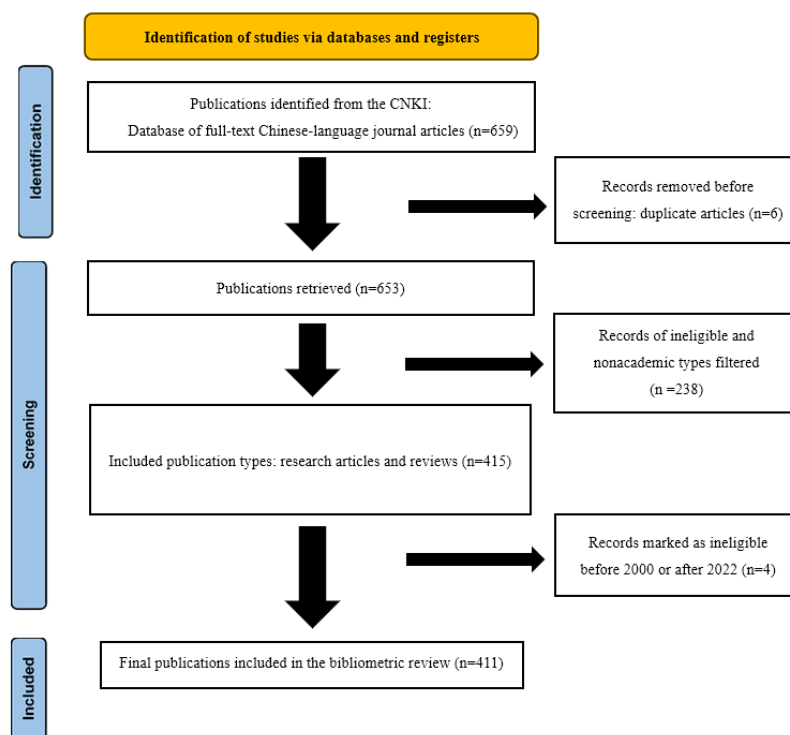 Identification of studies via databases and registers
Identification
Publications identified from the CNKI:
Database of full-text Chinese-language journal articles (n=659)
Records removed before
screening: duplicate articles (n=6)
Screening
Publications retrieved (n=653)
Records of ineligible and
nonacademic types filtered
(n =238)
Included publication types: research articles and reviews (n=415)
Records marked as ineligible
before 2000 or after 2022 (n=4)
Included
Final publications included in the bibliometric review (n=411)